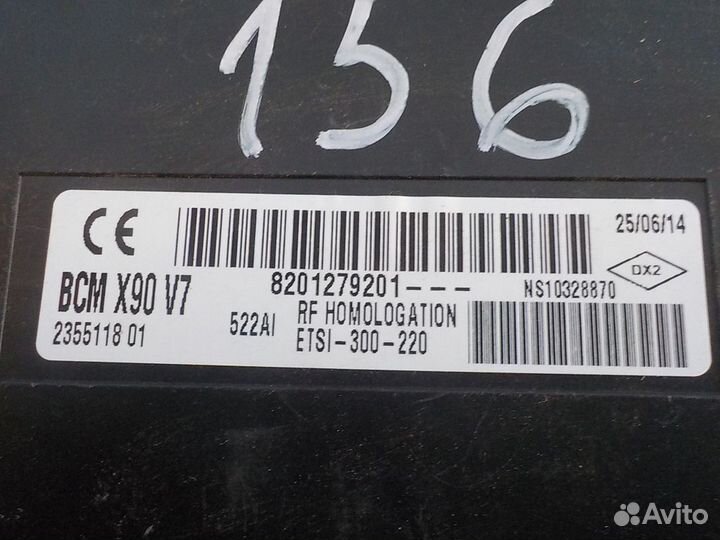 156
CE
25/06/14
DX2
BCM X90 V7
8201279201---
NS10328870
2355118 01
522AI
RF HOMOLOGATION
ETSI-300-220
Avito